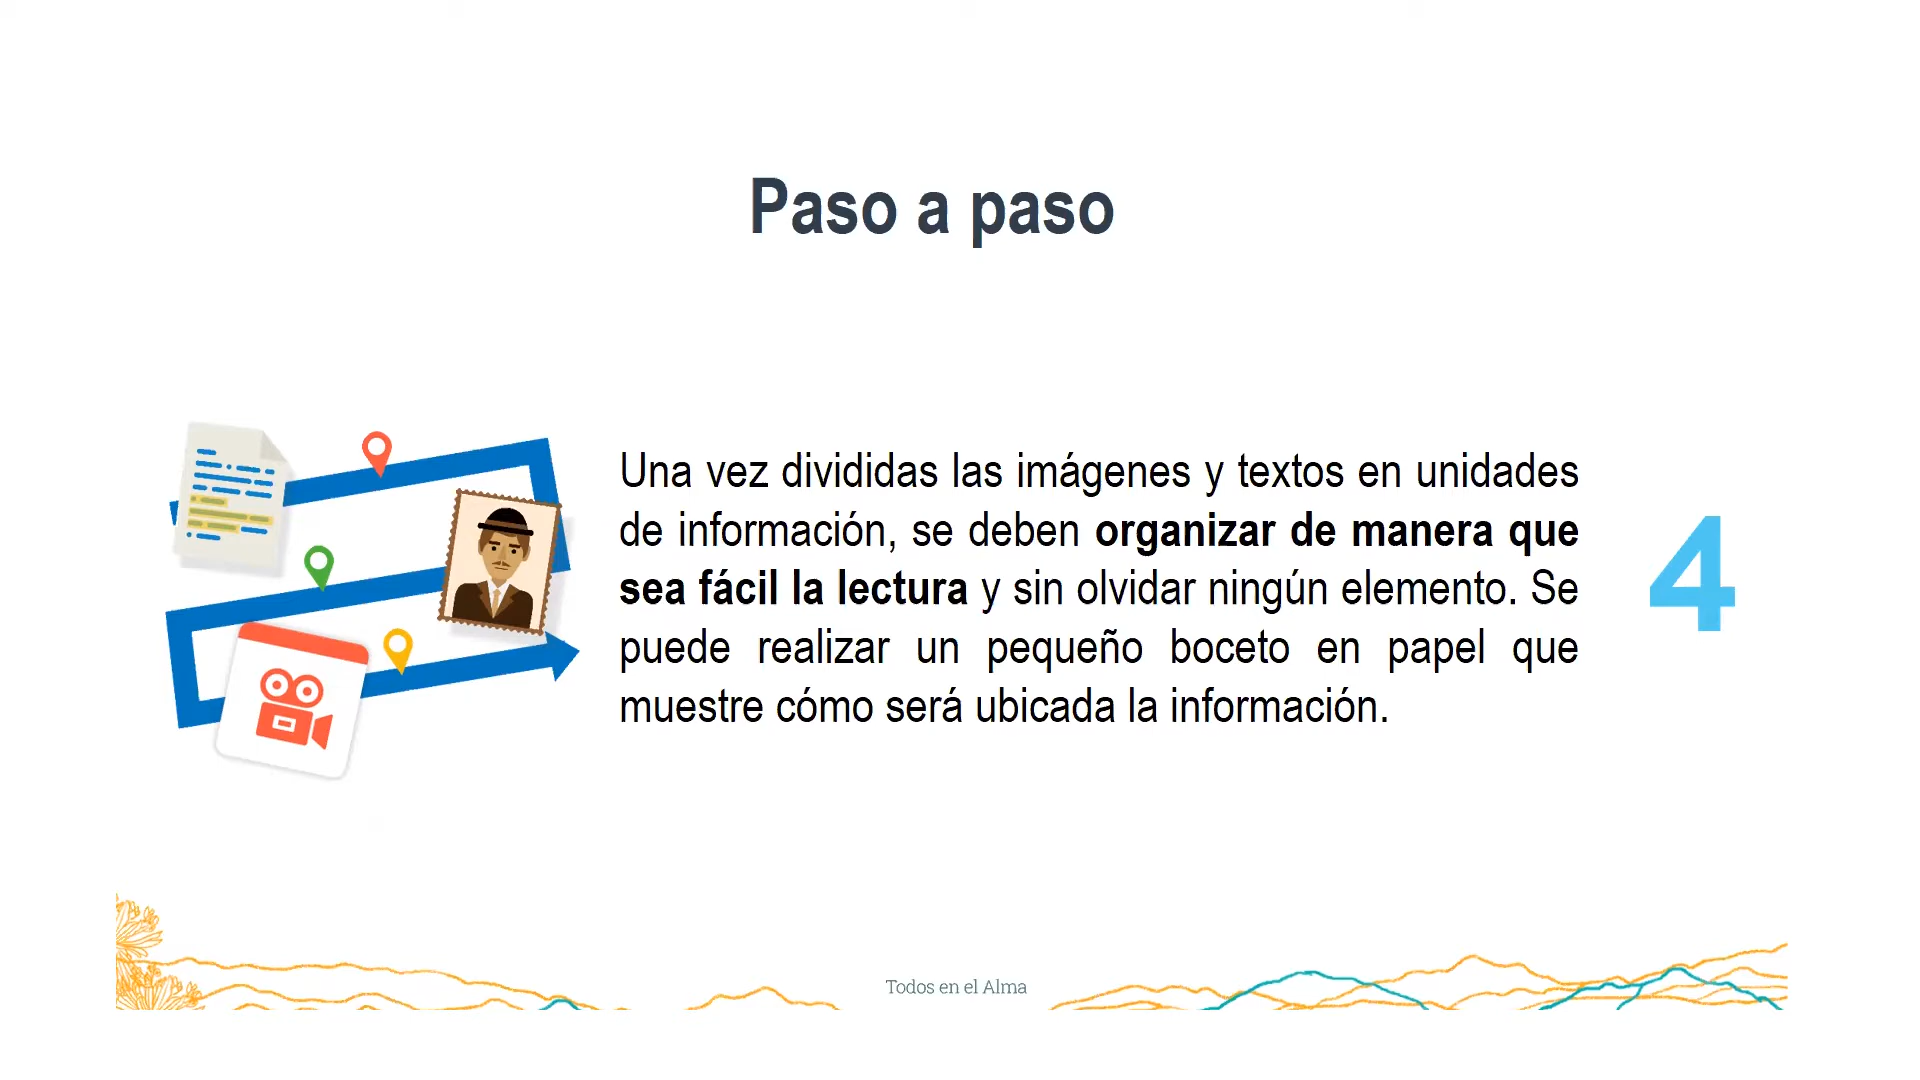 Paso a paso
Una vez divididas las imágenes y textos en unidades
de información, se deben organizar de manera que
sea fácil la lectura y sin olvidar ningún elemento. Se
puede realizar un pequeño boceto en papel que
muestre cómo será ubicada la información.
4
Todos en el Alma